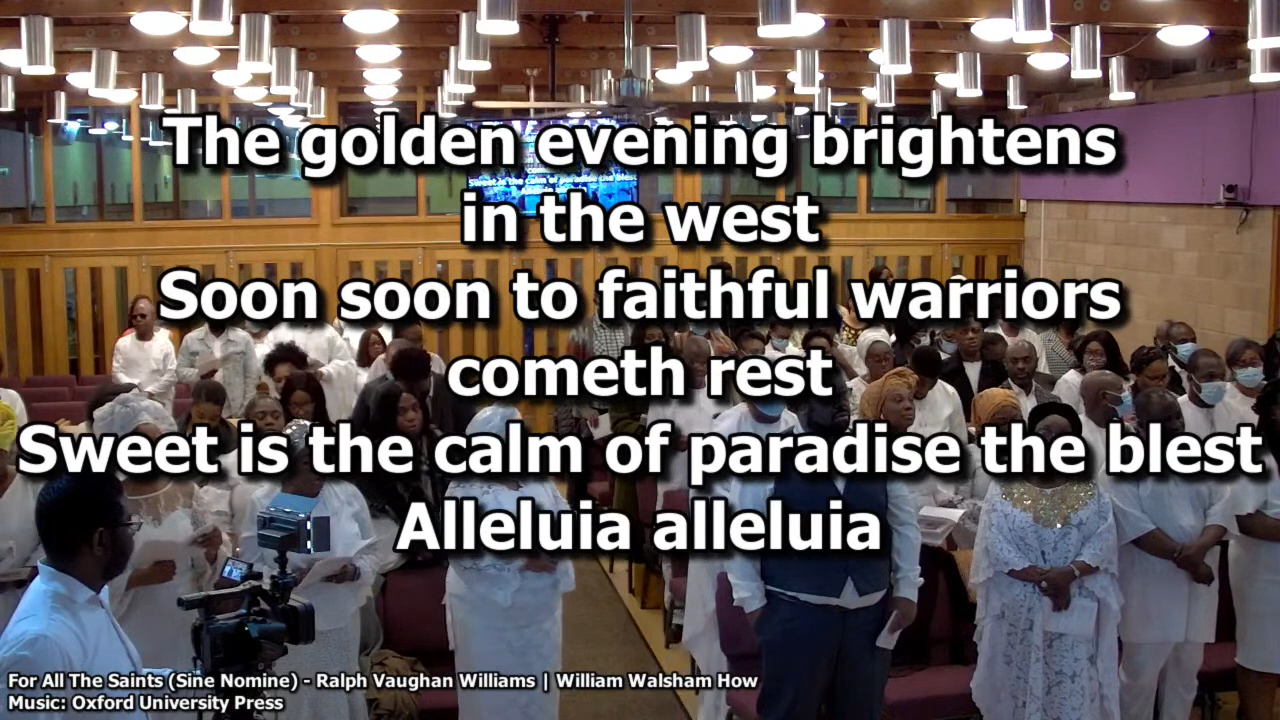 The golden evening brightens
in the west
Soon soon to faithful warriors
cometh rest
Sweet is the calm of paradise the blest
Alleluia alleluia
For All The Saints (Sine Nomine) - Ralph Vaughan Williams | William Walsham How
Music: Oxford University Press